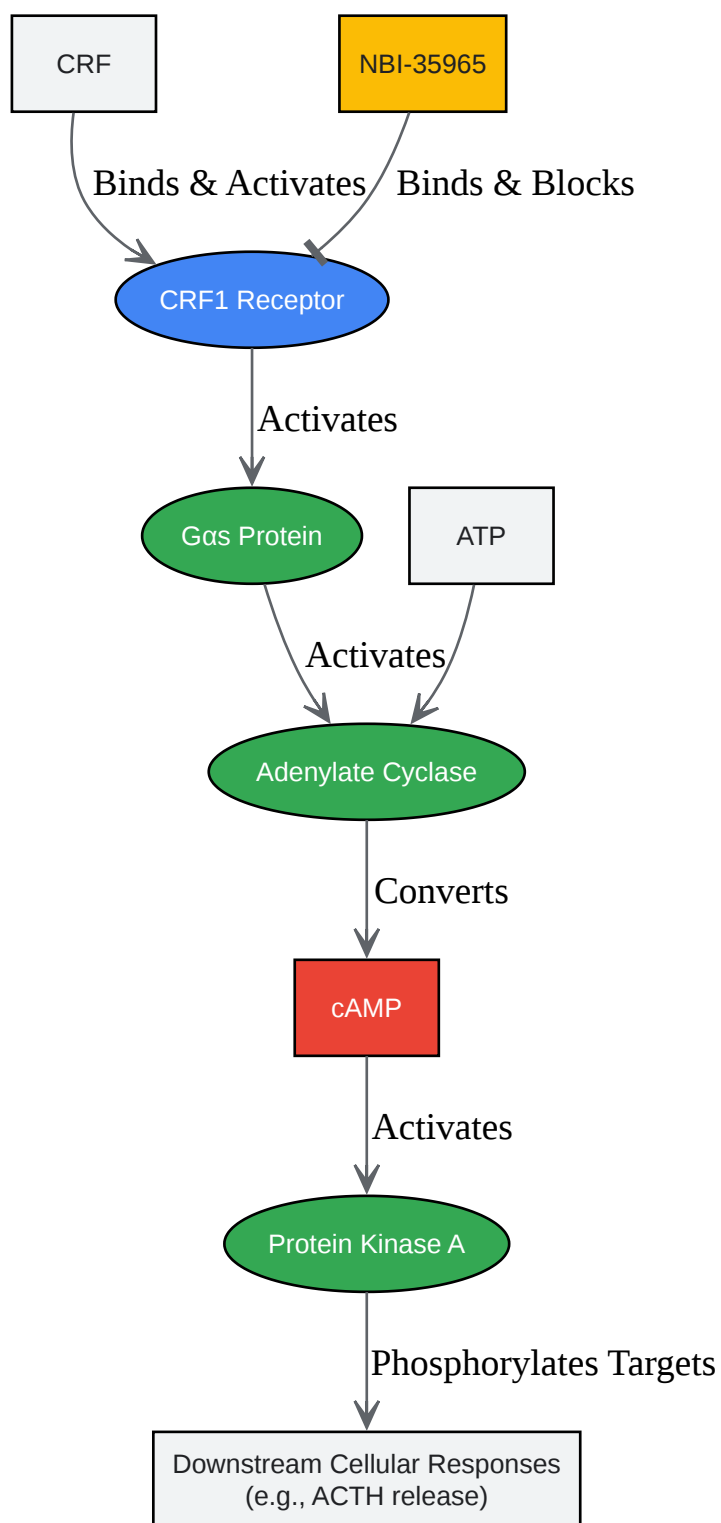 CRF
NBI-35965
Binds & Activates
Binds & Blocks
CRF1 Receptor
Activates
Gαs Protein
ATP
Activates
Adenylate Cyclase
Converts
cAMP
Activates
Protein Kinase A
Phosphorylates Targets
Downstream Cellular Responses
(e.g., ACTH release)